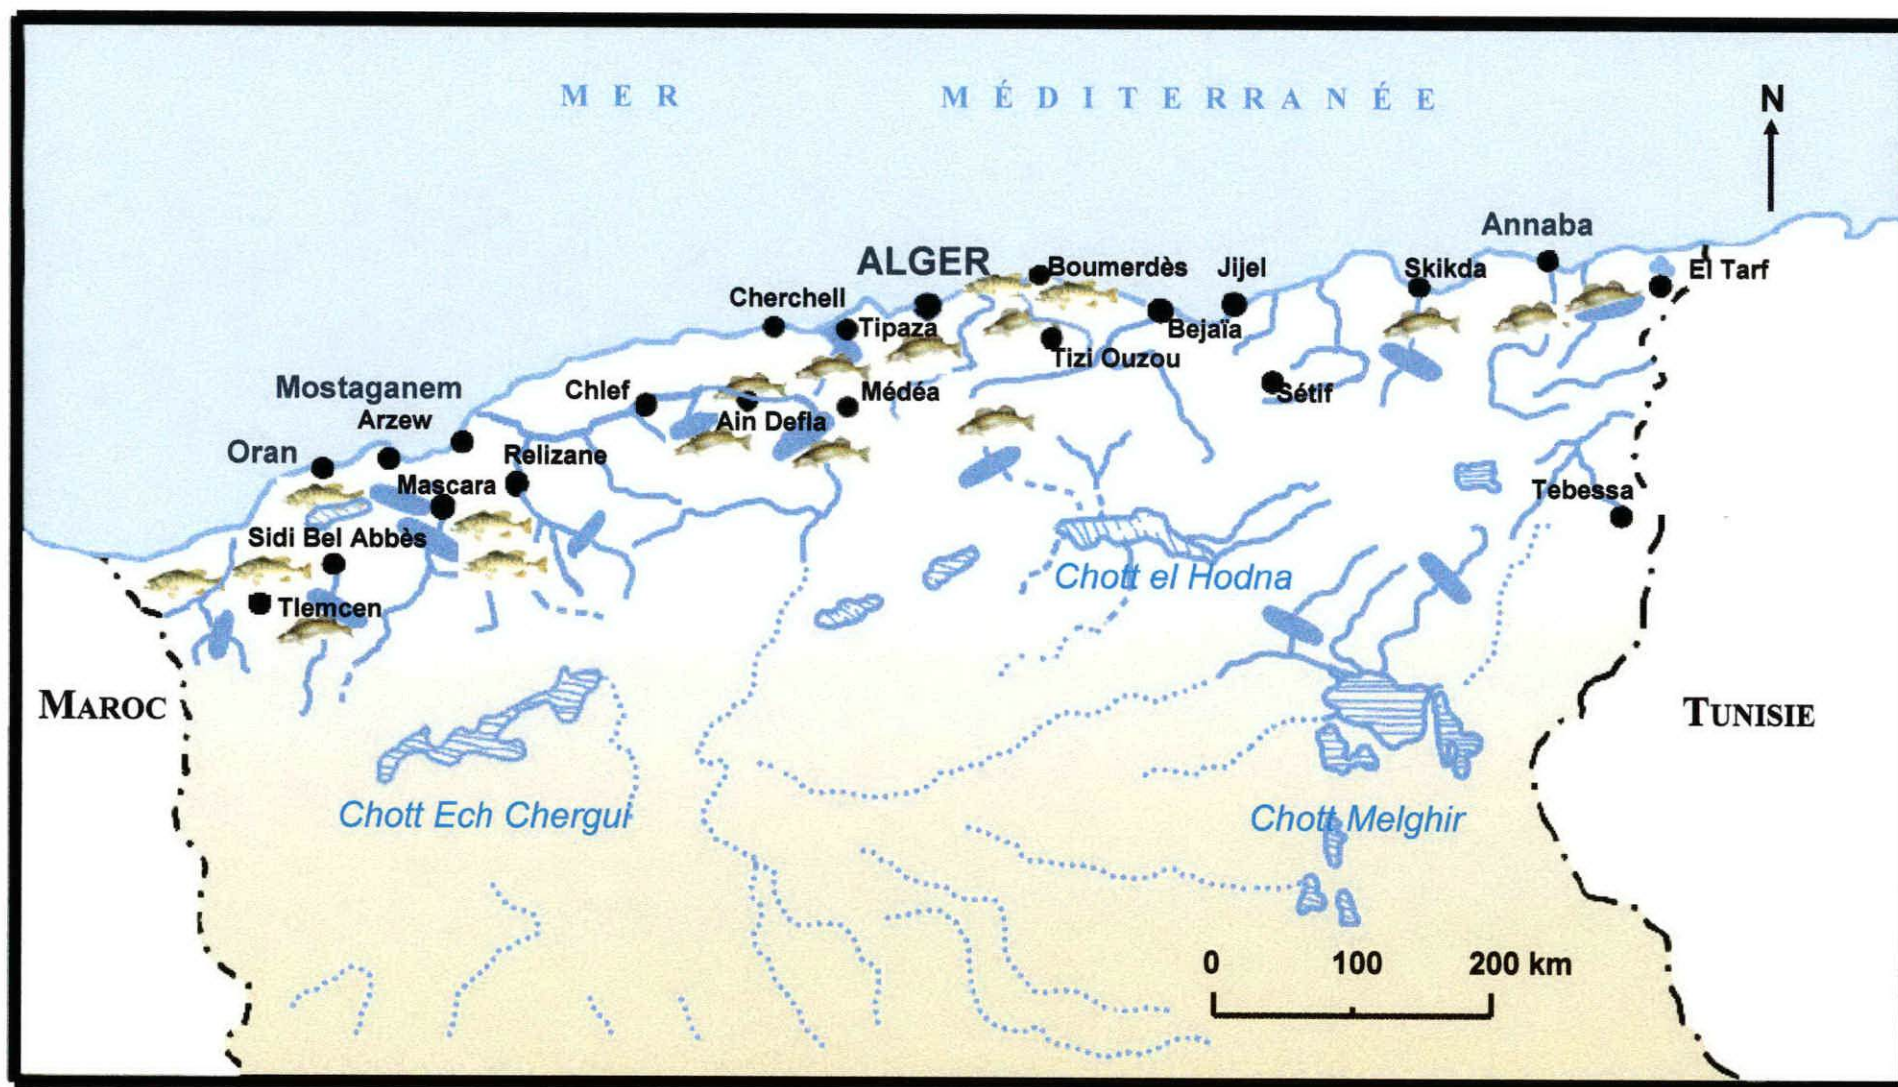 MER MÉDITERRANÉE
N
Annaba
ALGER
Boumerdès
Jijel
Skikda
El Tarf
Cherchell
Tipaza
Bejaïa
Tizi Ouzou
Mostaganem
Chlef
Médéa
Sétif
Arzew
Ain Defla
Oran
Relizane
Mascara
Tebessa
Sidi Bel Abbès
Chott el Hodna
Tlemcen
MAROC
TUNISIE
Chott Ech Chergui
Chott Melghir
0 100 200 km